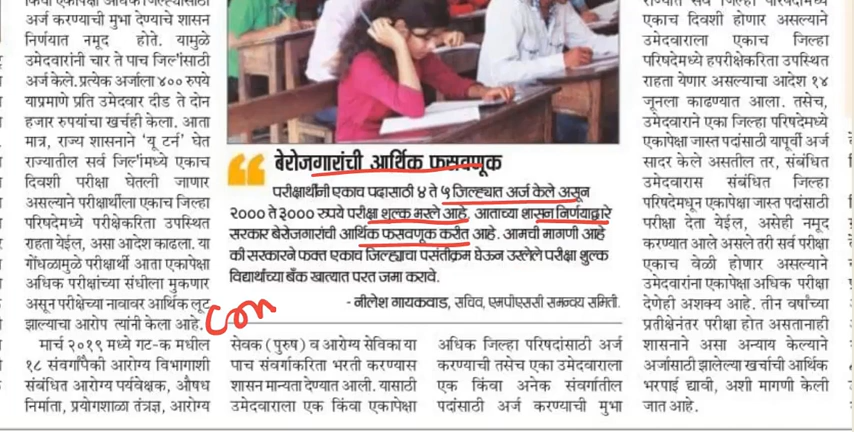 किंवा एकापेक्षा अधिक जिल्ह्यांसाठी
अर्ज करण्याची मुभा देण्याचे शासन
निर्णयात नमूद होते. यामुळे
उमेदवारांनी चार ते पाच जिल्'ांसाठी
अर्ज केले. प्रत्येक अर्जाला ४०० रुपये
याप्रमाणे प्रति उमेदवार दीड ते दोन
हजार रुपयांचा खर्चही केला. आता
मात्र, राज्य शासनाने 'यू टर्न' घेत
राज्यातील सर्व जिल्'ांमध्ये एकाच
दिवशी परीक्षा घेतली जाणार
असल्याने परीक्षार्थीला एकाच जिल्हा
परिषदेमध्ये परीक्षेकरिता उपस्थित
राहता येईल, असा आदेश काढला. या
गोंधळामुळे परीक्षार्थी आता एकापेक्षा
अधिक परीक्षांच्या संधीला मुकणार
असून परीक्षेच्या नावावर आर्थिक लूट
झाल्याचा आरोप त्यांनी केला आहे.
मार्च २०१९ मध्ये गट-क मधील
१८ संवर्गांपैकी आरोग्य विभागाशी
संबंधित आरोग्य पर्यवेक्षक, औषध
निर्माता, प्रयोगशाळा तंत्रज्ञ, आरोग्य
बेरोजगारांची आर्थिक फसवणूक
परीक्षार्थींनी एकाच पदासाठी ४ ते ५ जिल्ह्यात अर्ज केले असून
२००० ते ३००० रुपये परीक्षा शुल्क भरले आहे. आताच्या शासन निर्णयाद्वारे
सरकार बेरोजगारांची आर्थिक फसवणूक करीत आहे. आमची मागणी आहे
की सरकारने फक्त एकाच जिल्ह्याचा पसंतीक्रम घेऊन उरलेले परीक्षा शुल्क
विद्यार्थ्यांच्या बँक खात्यात परत जमा करावे.
- नीलेश गायकवाड, सचिव, एमपीएससी समन्वय समिती.
सेवक (पुरुष) व आरोग्य सेविका या
पाच संवर्गाकरिता भरती करण्यास
शासन मान्यता देण्यात आली. यासाठी
उमेदवाराला एक किंवा एकापेक्षा
अधिक जिल्हा परिषदांसाठी अर्ज
करण्याची तसेच एका उमेदवाराला
एक किंवा अनेक संवर्गातील
पदांसाठी अर्ज करण्याची मुभा
राज्यात सर्व जिल्हा परिषदांमध्ये
एकाच दिवशी होणार असल्याने
उमेदवाराला एकाच जिल्हा
परिषदेमध्ये हपरीक्षेकरिता उपस्थित
राहता येणार असल्याचा आदेश १४
जूनला काढण्यात आला. तसेच,
उमेदवाराने एका जिल्हा परिषदेमध्ये
एकापेक्षा जास्त पदांसाठी यापूर्वी अर्ज
सादर केले असतील तर, संबंधित
उमेदवारास संबंधित जिल्हा
परिषदेमधून एकापेक्षा जास्त पदांसाठी
परीक्षा देता येईल, असेही नमूद
करण्यात आले असले तरी सर्व परीक्षा
एकाच वेळी होणार असल्याने
उमेदवारांना एकापेक्षा अधिक परीक्षा
देणेही अशक्य आहे. तीन वर्षांच्या
प्रतीक्षेनंतर परीक्षा होत असतानाही
शासनाने असा अन्याय केल्याने
अर्जासाठी झालेल्या खर्चाची आर्थिक
भरपाई द्यावी, अशी मागणी केली
जात आहे.